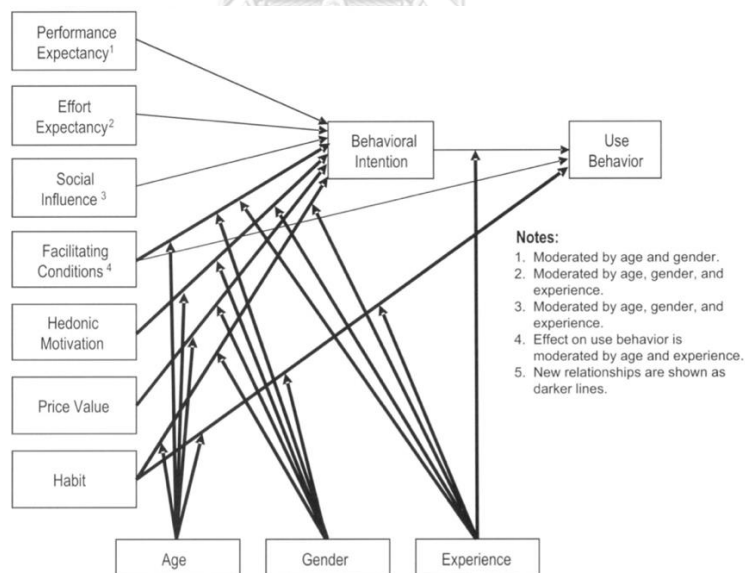 Performance
Expectancy1
Effort
Expectancy2
Social
Influence 3
Facilitating
Conditions 4
Hedonic
Motivation
Price Value
Habit
Behavioral
Intention
Use
Behavior
Notes:
1. Moderated by age and gender.
2. Moderated by age, gender, and
experience.
3. Moderated by age, gender, and
experience.
4. Effect on use behavior is
moderated by age and experience.
5. New relationships are shown as
darker lines.
Age
Gender
Experience